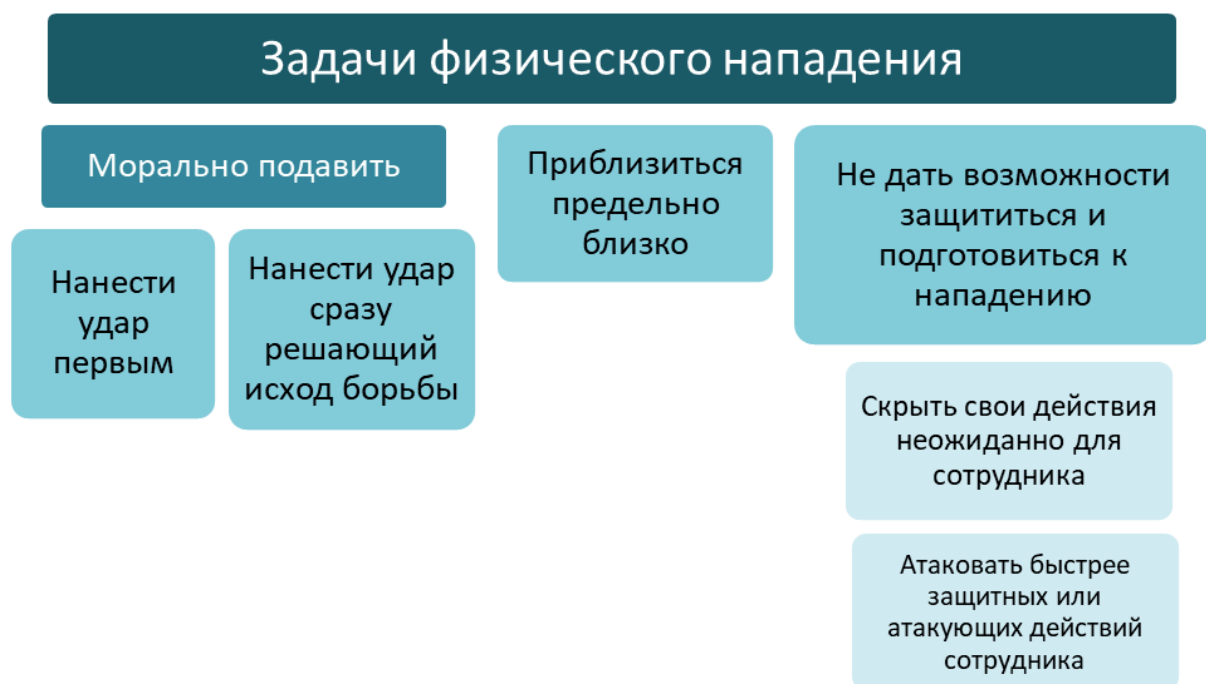 Задачи физического нападения
Морально подавить
Нанести
удар
первым
Нанести удар
сразу
решающий
исход борьбы
Приблизиться
предельно
близко
Не дать возможности
защититься и
подготовиться к
нападению
Скрыть свои действия
неожиданно для
сотрудника
Атаковать быстрее
защитных или
атакующих действий
сотрудника